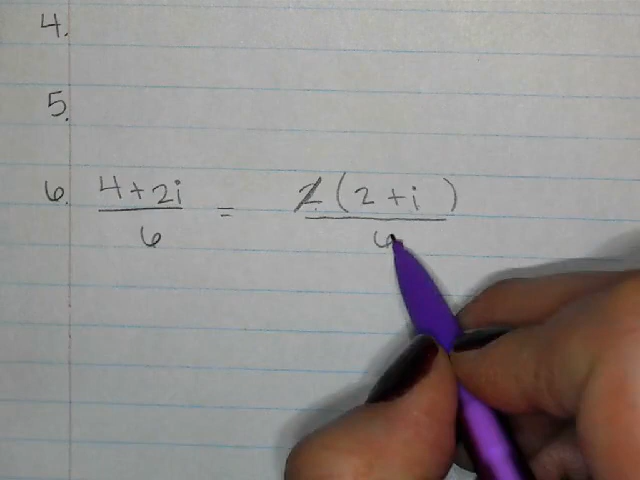 4.
5.
6. 4+2i/6 = 2(2+i)/6